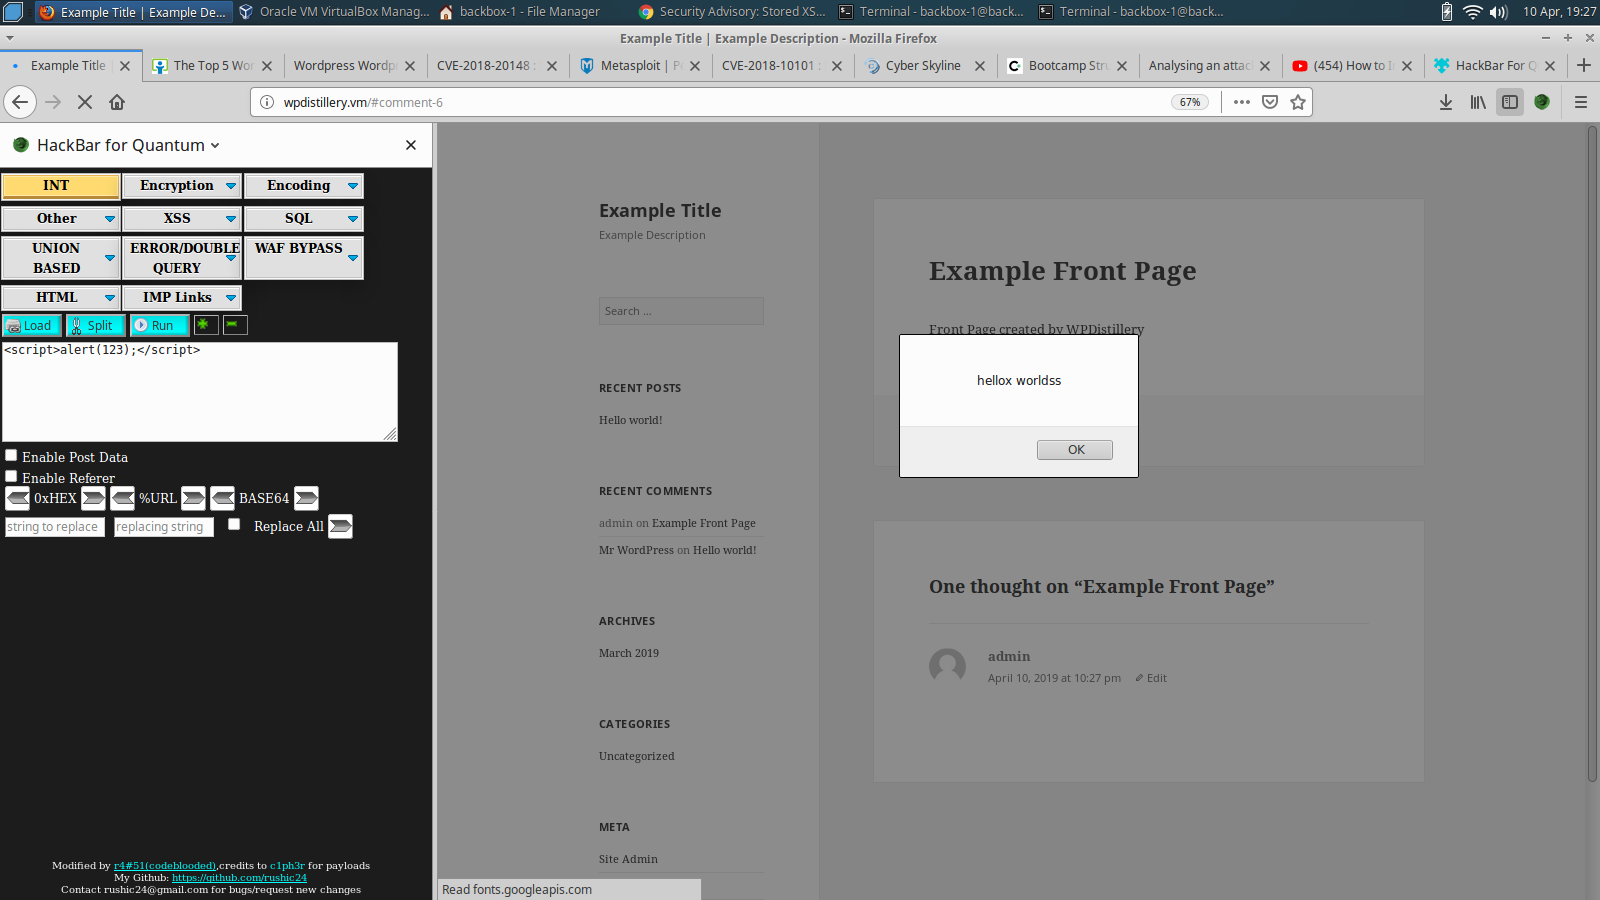 Example Title | Example De...
Oracle VM VirtualBox Manag...
backbox-1 - File Manager
Security Advisory: Stored XS...
Terminal - backbox-1@back...
Terminal - backbox-1@back...
10 Apr, 19:27
Example Title | Example Description - Mozilla Firefox
Example Title
The Top 5 Wor
Wordpress Wordp
CVE-2018-20148 :
Metasploit | P
CVE-2018-10101 :
Cyber Skyline
Bootcamp Stru
Analysing an attac
(454) How to I
HackBar For Q
wpdistillery.vm/#comment-6
67%
HackBar for Quantum
INT
Encryption
Encoding
Other
XSS
SQL
UNION
BASED
ERROR/DOUBLE
QUERY
WAF BYPASS
HTML
IMP Links
Load
Split
Run
<script>alert(123);</script>
Enable Post Data
Enable Referer
0xHEX
%URL
BASE64
string to replace
replacing string
Replace All
Modified by r4#51(codeblooded),credits to c1ph3r for payloads
My Github: https://github.com/rushic24
Contact rushic24@gmail.com for bugs/request new changes
Example Title
Example Description
Search ...
RECENT POSTS
Hello world!
RECENT COMMENTS
admin on Example Front Page
Mr WordPress on Hello world!
ARCHIVES
March 2019
CATEGORIES
Uncategorized
META
Site Admin
Example Front Page
Front Page created by WPDistillery
hellox worldss
OK
One thought on “Example Front Page”
admin
April 10, 2019 at 10:27 pm
Edit
Read fonts.googleapis.com